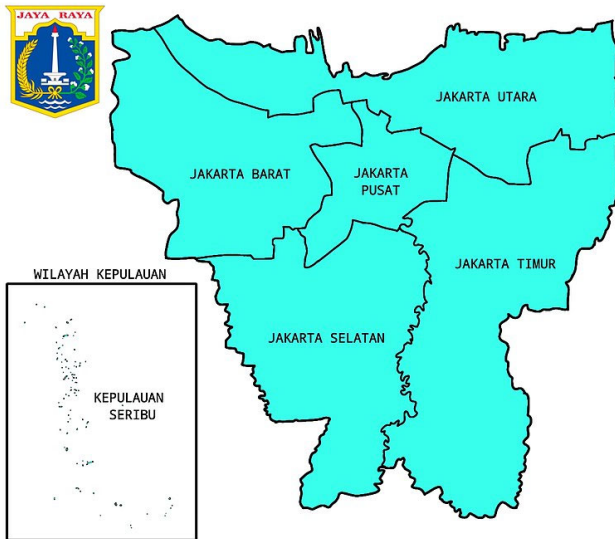 JAYA RAYA
JAKARTA UTARA
JAKARTA BARAT
JAKARTA
PUSAT
JAKARTA TIMUR
WILAYAH KEPULAUAN
JAKARTA SELATAN
KEPULAUAN
SERIBU